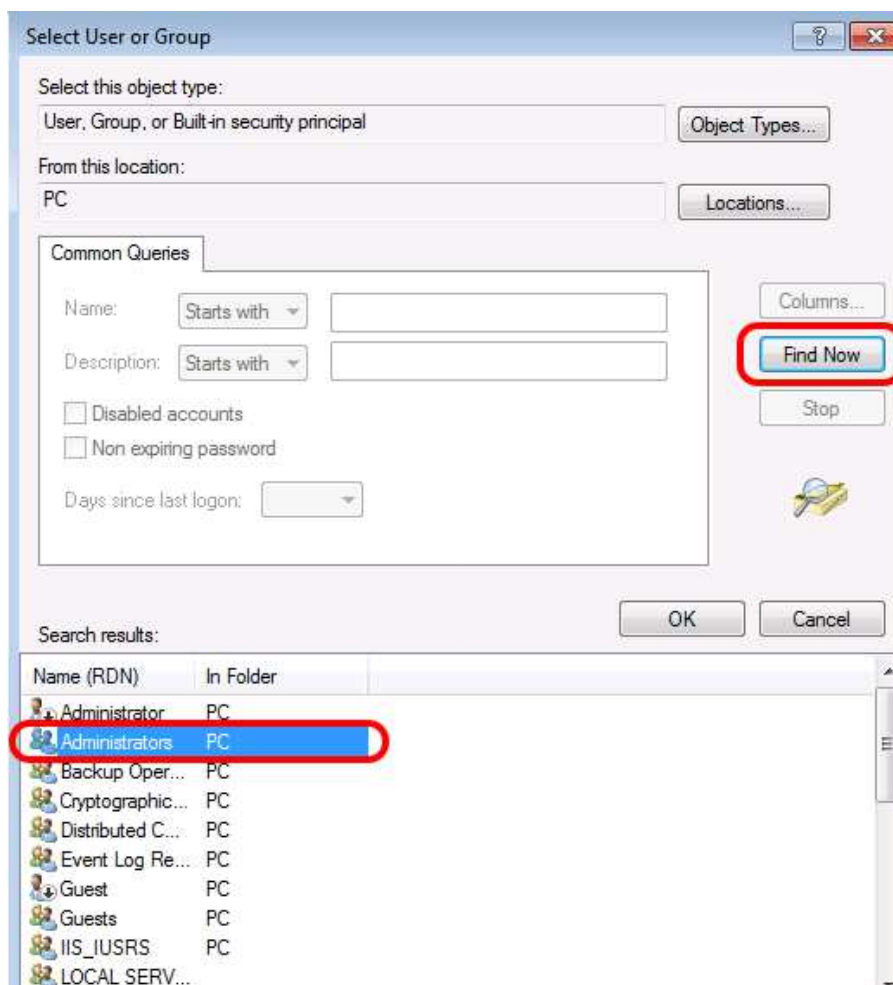 Select User or Group
Select this object type:
User, Group, or Built-in security principal
Object Types...
From this location:
PC
Locations...
Common Queries
Name:
Starts with
Columns...
Description:
Starts with
Find Now
Disabled accounts
Stop
Non expiring password
Days since last logon:
OK
Cancel
Search results:
Name (RDN) In Folder
Administrator PC
Administrators PC
Backup Oper... PC
Cryptographic... PC
Distributed C... PC
Event Log Re... PC
Guest PC
Guests PC
IIS_IUSRS PC
LOCAL SERV...